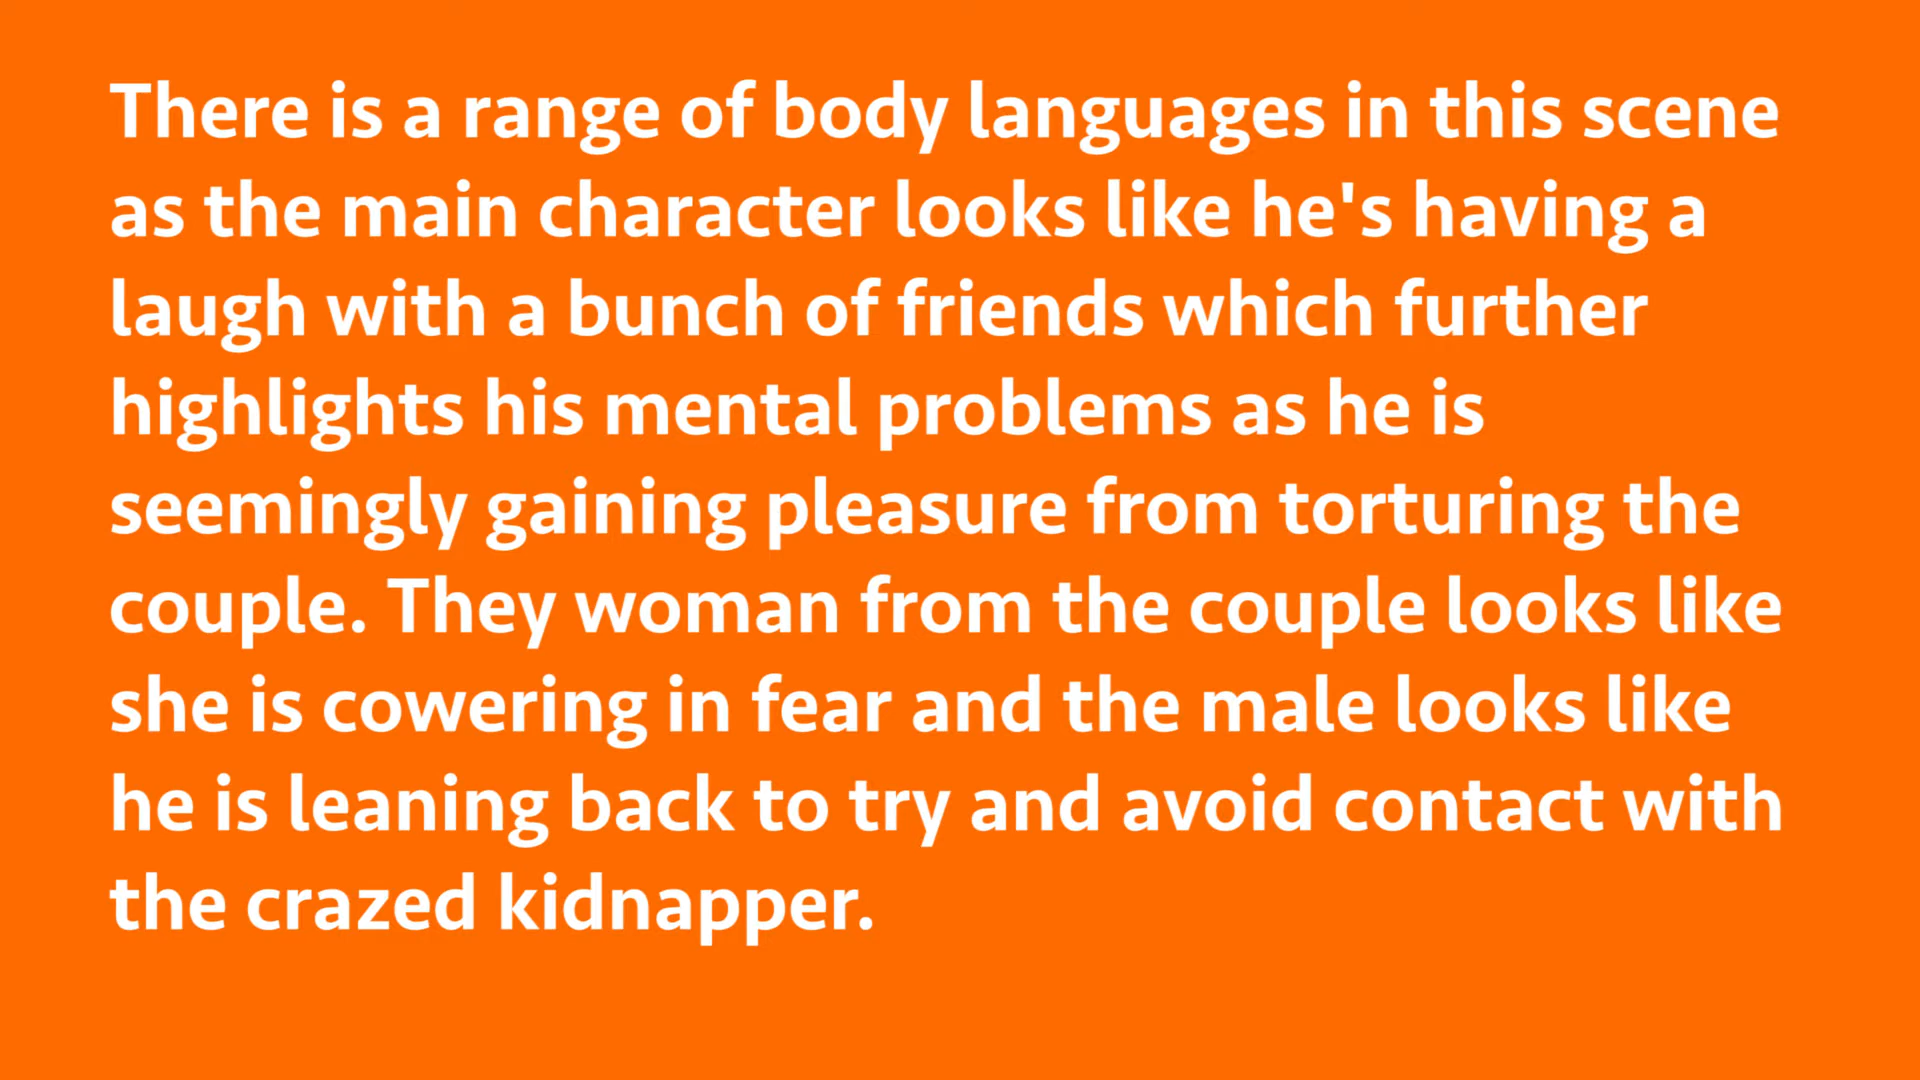 There is a range of body languages in this scene
as the main character looks like he's having a
laugh with a bunch of friends which further
highlights his mental problems as he is
seemingly gaining pleasure from torturing the
couple. They woman from the couple looks like
she is cowering in fear and the male looks like
he is leaning back to try and avoid contact with
the crazed kidnapper.